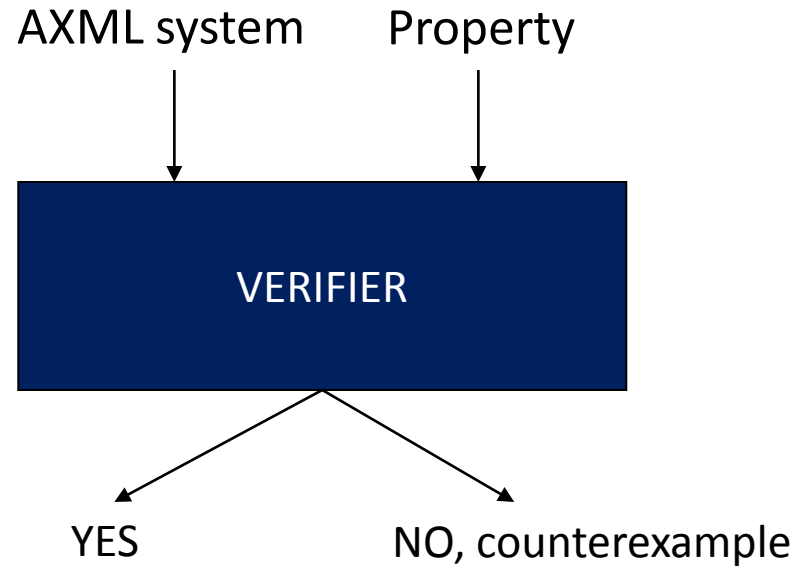 AXML system
Property
VERIFIER
YES
NO, counterexample